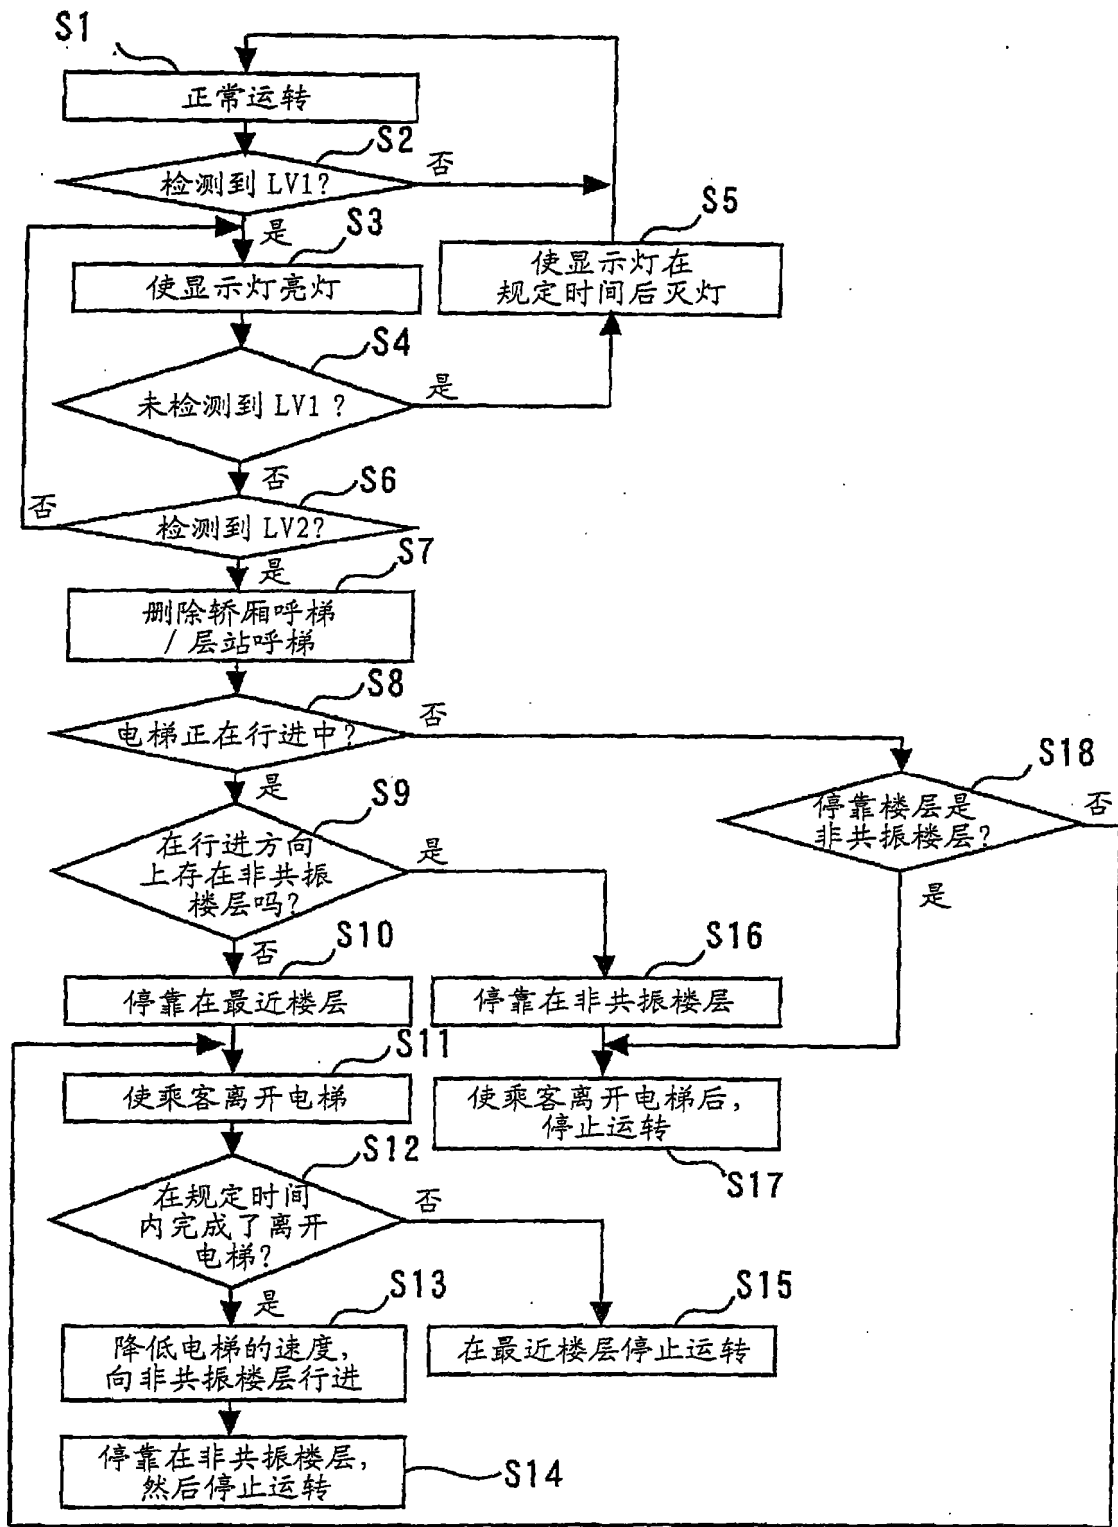 S1
正常运转
S2
检测到 LV1?
否
是
S3
使显示灯亮灯
S5
使显示灯在
规定时间后灭灯
S4
未检测到 LV1 ?
是
否
S6
检测到 LV2?
否
是
S7
删除轿厢呼梯
/ 层站呼梯
S8
电梯正在行进中?
否
是
S18
停靠楼层是
非共振楼层?
否
是
S9
在行进方向
上存在非共振
楼层吗?
是
否
S10
停靠在最近楼层
S16
停靠在非共振楼层
S11
使乘客离开电梯
使乘客离开电梯后,
停止运转
S17
S12
在规定时间
内完成了离开
电梯?
否
是
S13
降低电梯的速度,
向非共振楼层行进
S15
在最近楼层停止运转
停靠在非共振楼层,
然后停止运转
S14